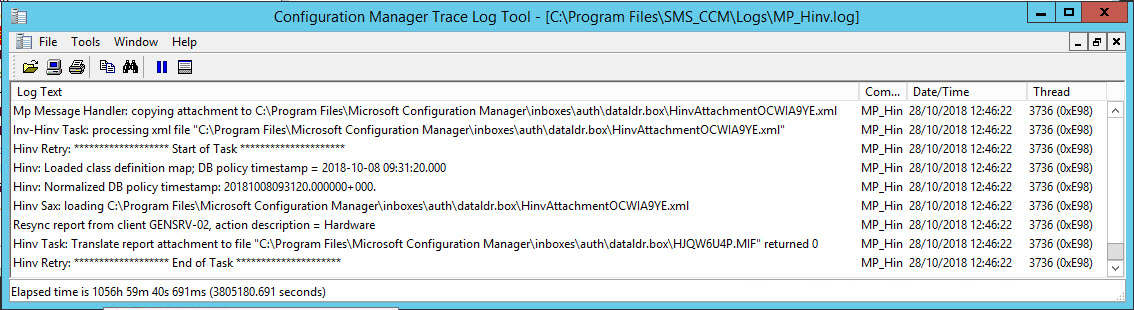 Configuration Manager Trace Log Tool - [C:\Program Files\SMS_CCM\Logs\MP_Hinv.log]
File Tools Window Help
Log Text Com... Date/Time Thread
Mp Message Handler: copying attachment to C:\Program Files\Microsoft Configuration Manager\inboxes\auth\dataldr.box\HinvAttachmentOCWIA9YE.xml MP_Hin 28/10/2018 12:46:22 3736 (0xE98)
Inv-Hinv Task: processing xml file "C:\Program Files\Microsoft Configuration Manager\inboxes\auth\dataldr.box\HinvAttachmentOCWIA9YE.xml" MP_Hin 28/10/2018 12:46:22 3736 (0xE98)
Hinv Retry: ******************* Start of Task ********************* MP_Hin 28/10/2018 12:46:22 3736 (0xE98)
Hinv: Loaded class definition map; DB policy timestamp = 2018-10-08 09:31:20.000 MP_Hin 28/10/2018 12:46:22 3736 (0xE98)
Hinv: Normalized DB policy timestamp: 20181008093120.000000+000. MP_Hin 28/10/2018 12:46:22 3736 (0xE98)
Hinv Sax: loading C:\Program Files\Microsoft Configuration Manager\inboxes\auth\dataldr.box\HinvAttachmentOCWIA9YE.xml MP_Hin 28/10/2018 12:46:22 3736 (0xE98)
Resync report from client GENSRV-02, action description = Hardware MP_Hin 28/10/2018 12:46:22 3736 (0xE98)
Hinv Task: Translate report attachment to file "C:\Program Files\Microsoft Configuration Manager\inboxes\auth\dataldr.box\HJQW6U4P.MIF" returned 0 MP_Hin 28/10/2018 12:46:22 3736 (0xE98)
Hinv Retry: ******************* End of Task ********************* MP_Hin 28/10/2018 12:46:22 3736 (0xE98)
Elapsed time is 1056h 59m 40s 691ms (3805180.691 seconds)